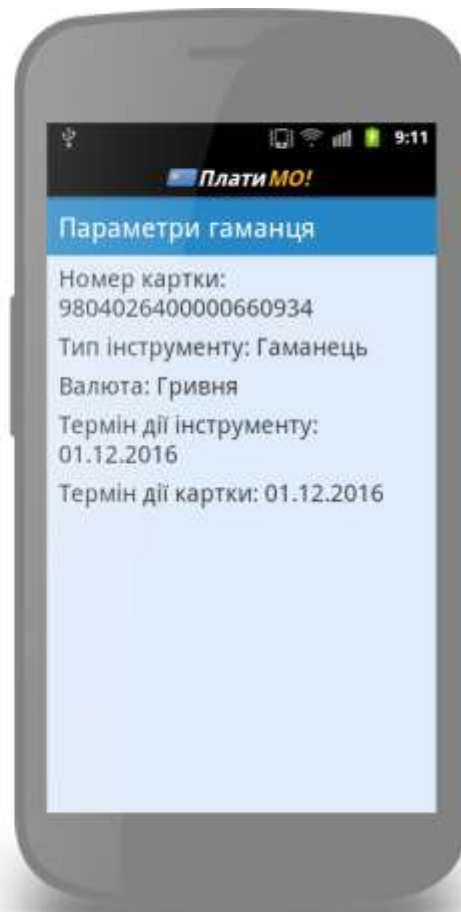 9:11
ПлатиМО!
Параметри гаманця
Номер картки:
9804026400000660934
Тип інструменту: Гаманець
Валюта: Гривня
Термін дії інструменту:
01.12.2016
Термін дії картки: 01.12.2016